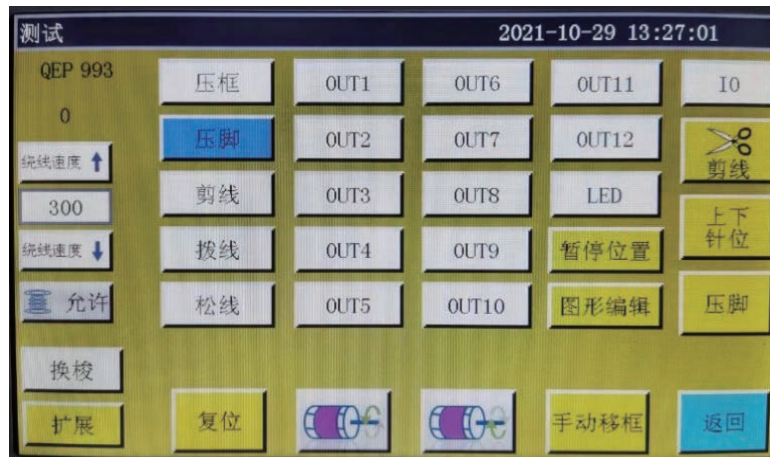 测试
2021-10-29 13:27:01
QEP 993
0
绕线速度
300
绕线速度
允许
换梭
扩展
压框
OUT1
OUT6
OUT11
IO
压脚
OUT2
OUT7
OUT12
剪线
剪线
OUT3
OUT8
LED
上下
针位
拨线
OUT4
OUT9
暂停位置
松线
OUT5
OUT10
图形编辑
压脚
复位
手动移框
返回